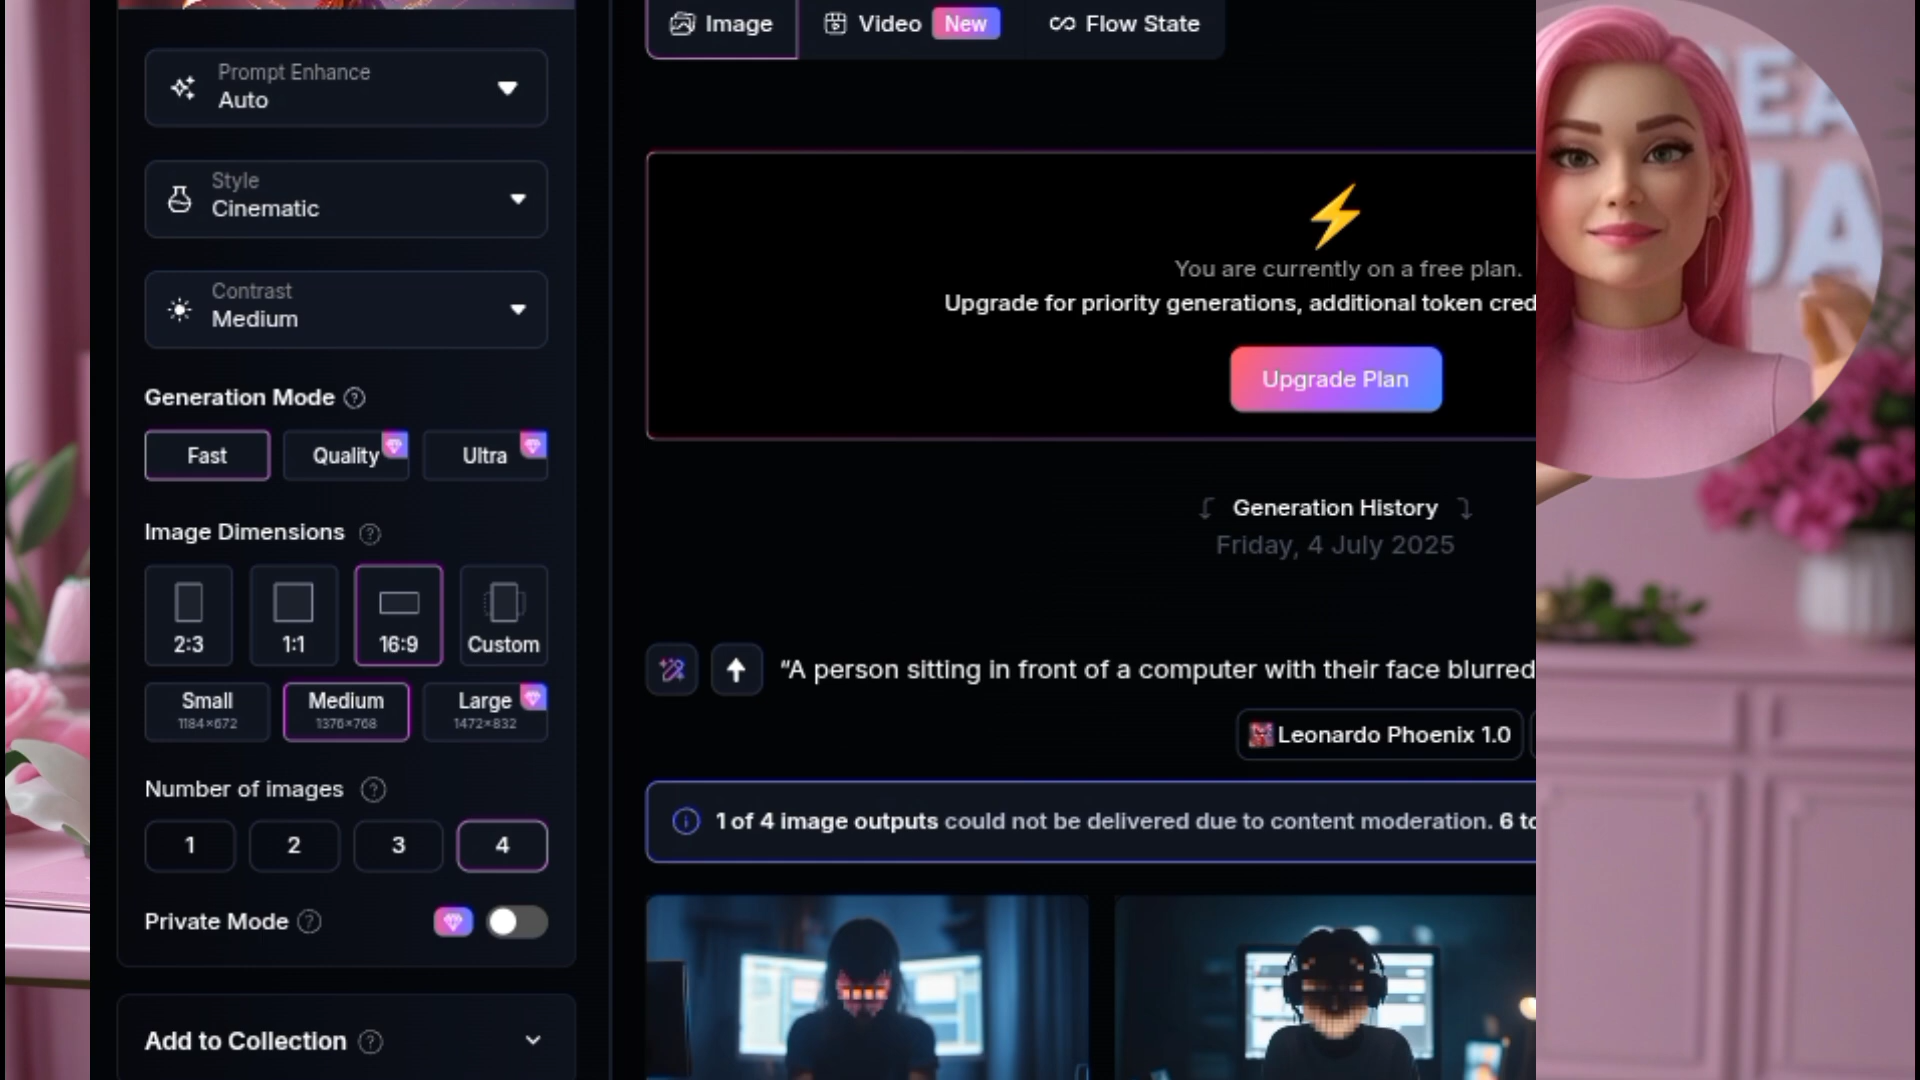 Prompt Enhance
Auto
Style
Cinematic
Contrast
Medium
Generation Mode
Fast
Quality
Ultra
Image Dimensions
2:3
1:1
16:9
Custom
Small
1184×672
Medium
1376×768
Large
1472×832
Number of images
1
2
3
4
Private Mode
Add to Collection
Image
Video
New
Flow State
You are currently on a free plan.
Upgrade for priority generations, additional token cred
Upgrade Plan
Generation History
Friday, 4 July 2025
“A person sitting in front of a computer with their face blurred
Leonardo Phoenix 1.0
1 of 4 image outputs could not be delivered due to content moderation. 6 to
EA
UA